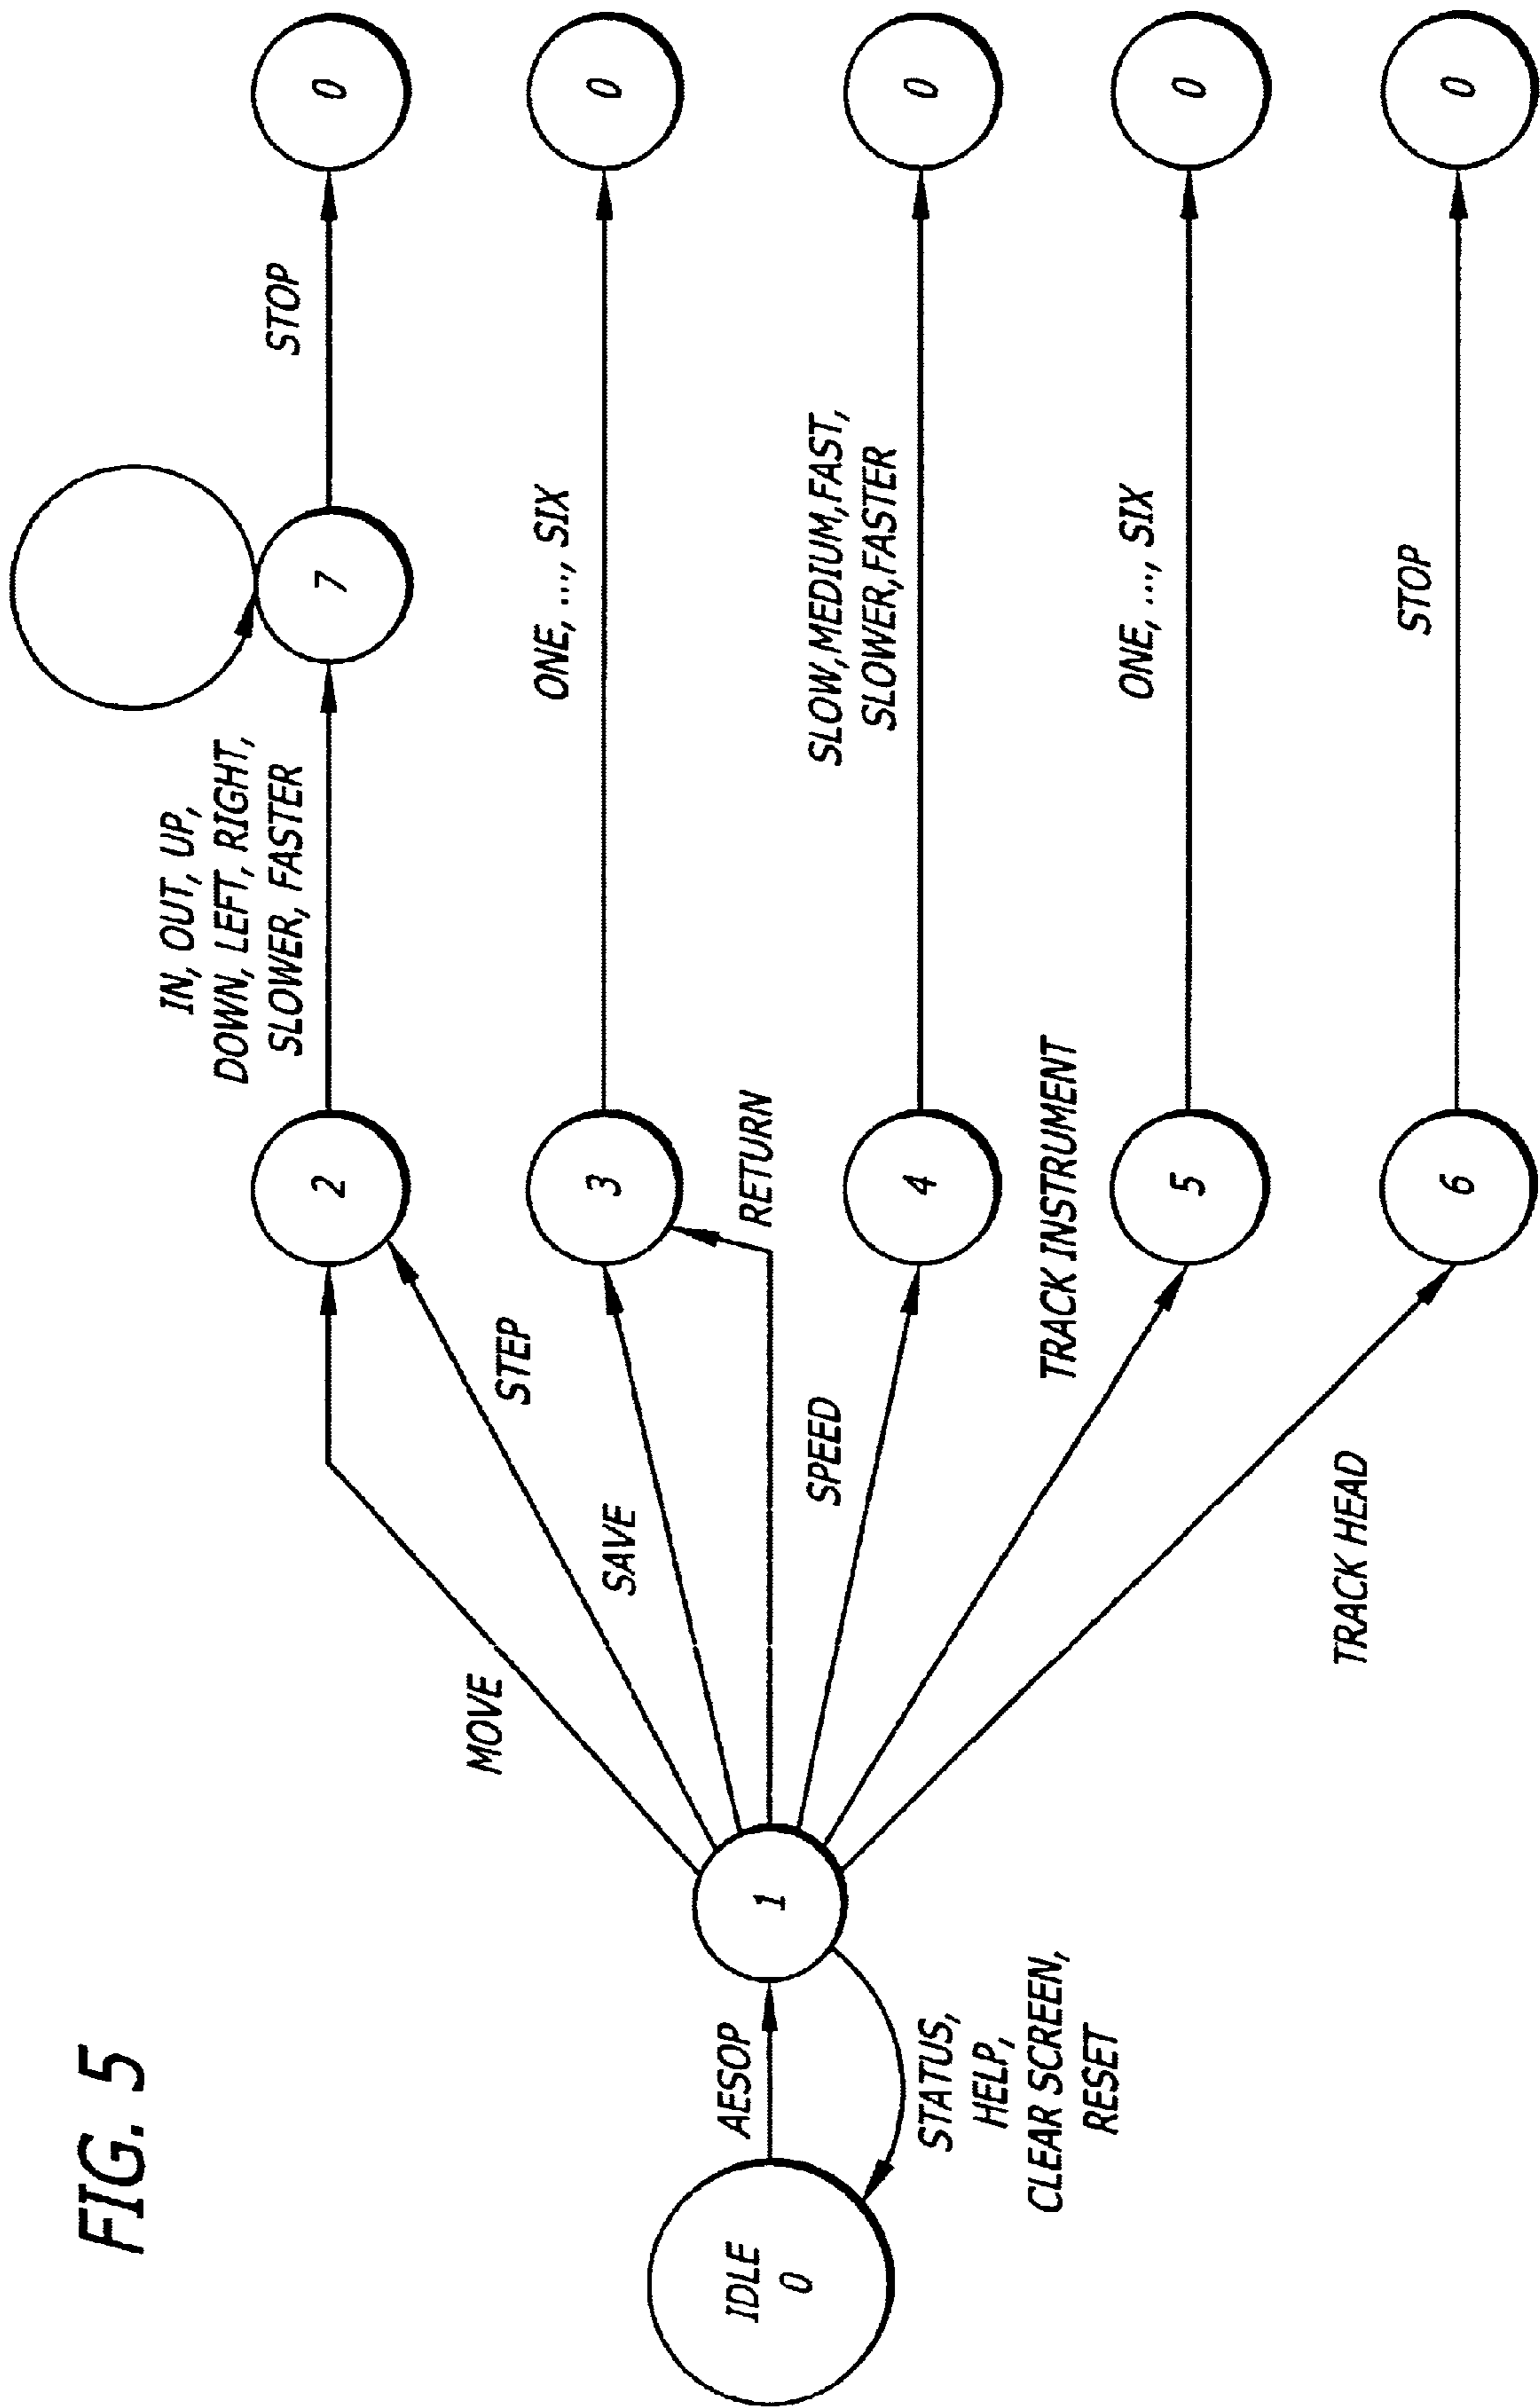 FIG. 5
IDLE
0
AESOP
STATUS,
HELP,
CLEAR SCREEN,
RESET
1
MOVE
STEP
SAVE
RETURN
SPEED
TRACK INSTRUMENT
TRACK HEAD
2
IN, OUT, UP,
DOWN, LEFT, RIGHT,
SLOWER, FASTER
7
STOP
0
3
ONE, ..., SIX
0
4
SLOW, MEDIUM, FAST,
SLOWER, FASTER
0
5
ONE, ..., SIX
0
6
STOP
0